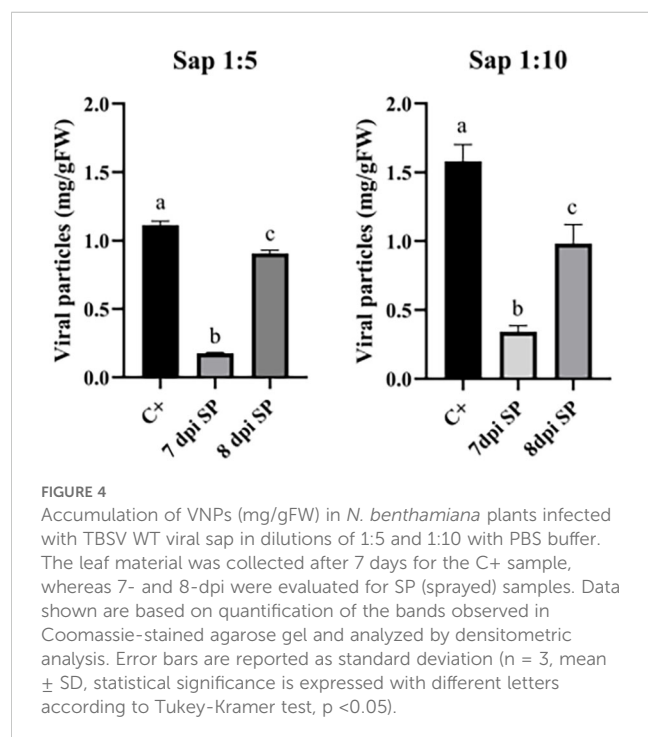 Sap 1:5
Sap 1:10
Viral particles (mg/gFW)
2.0
1.5
1.0
0.5
0.0
a
b
c
C+
7 dpi SP
8 dpi SP
Viral particles (mg/gFW)
2.0
1.5
1.0
0.5
0.0
a
b
c
C+
7dpi SP
8dpi SP
FIGURE 4
Accumulation of VNPs (mg/gFW) in N. benthamiana plants infected
with TBSV WT viral sap in dilutions of 1:5 and 1:10 with PBS buffer.
The leaf material was collected after 7 days for the C+ sample,
whereas 7- and 8-dpi were evaluated for SP (sprayed) samples. Data
shown are based on quantification of the bands observed in
Coomassie-stained agarose gel and analyzed by densitometric
analysis. Error bars are reported as standard deviation (n = 3, mean
± SD, statistical significance is expressed with different letters
according to Tukey-Kramer test, p <0.05).